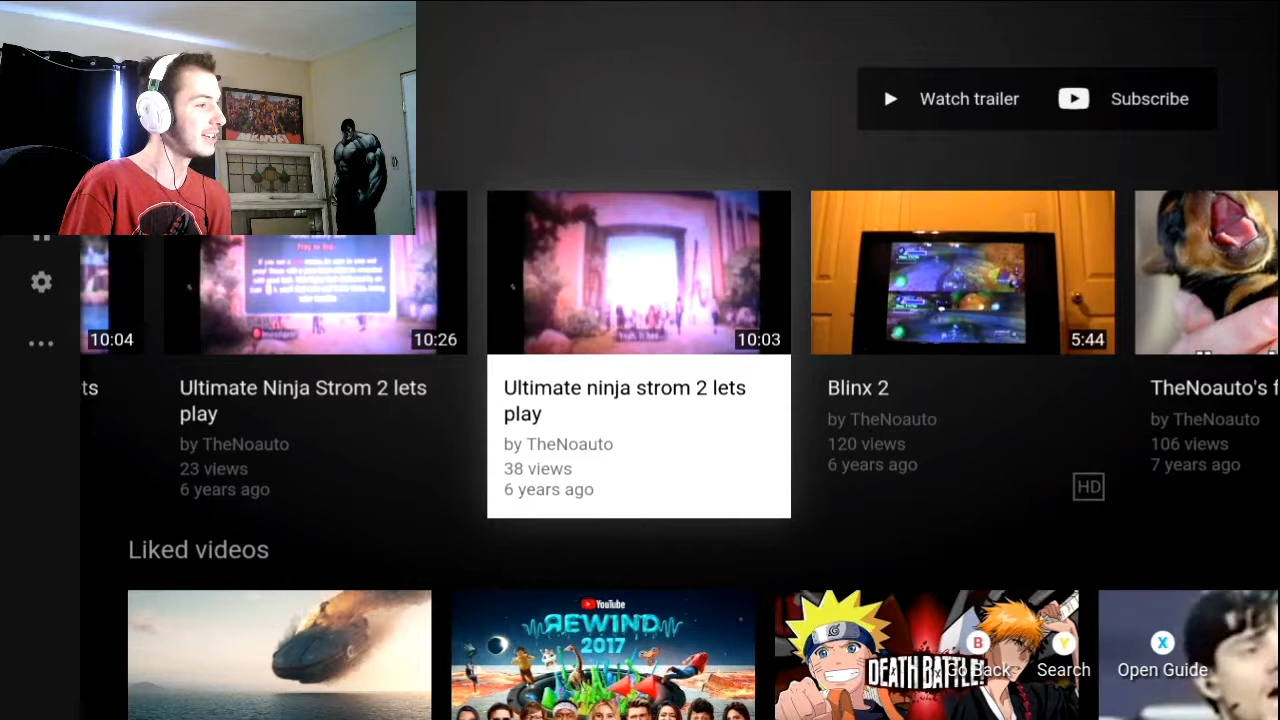 Watch trailer
Subscribe
10:04
10:26
10:03
5:44
ts
Ultimate Ninja Strom 2 lets
play
by TheNoauto
23 views
6 years ago
Ultimate ninja strom 2 lets
play
by TheNoauto
38 views
6 years ago
Blinx 2
by TheNoauto
120 views
6 years ago
HD
TheNoauto's f
by TheNoauto
106 views
7 years ago
Liked videos
YouTube
REWIND
2017
DEATH BATTLE!
B
Go Back
Y
Search
X
Open Guide